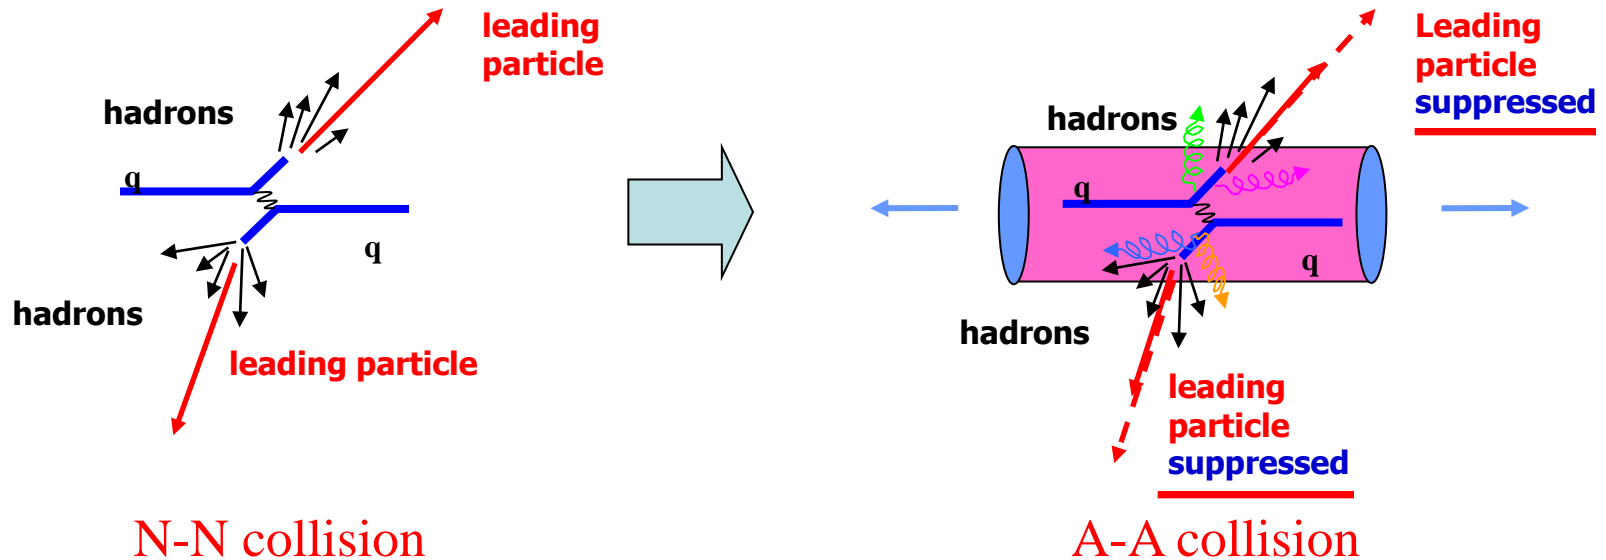 leading
particle
hadrons
q
q
hadrons
leading particle
N-N collision
Leading
particle
suppressed
hadrons
q
q
hadrons
leading
particle
suppressed
A-A collision